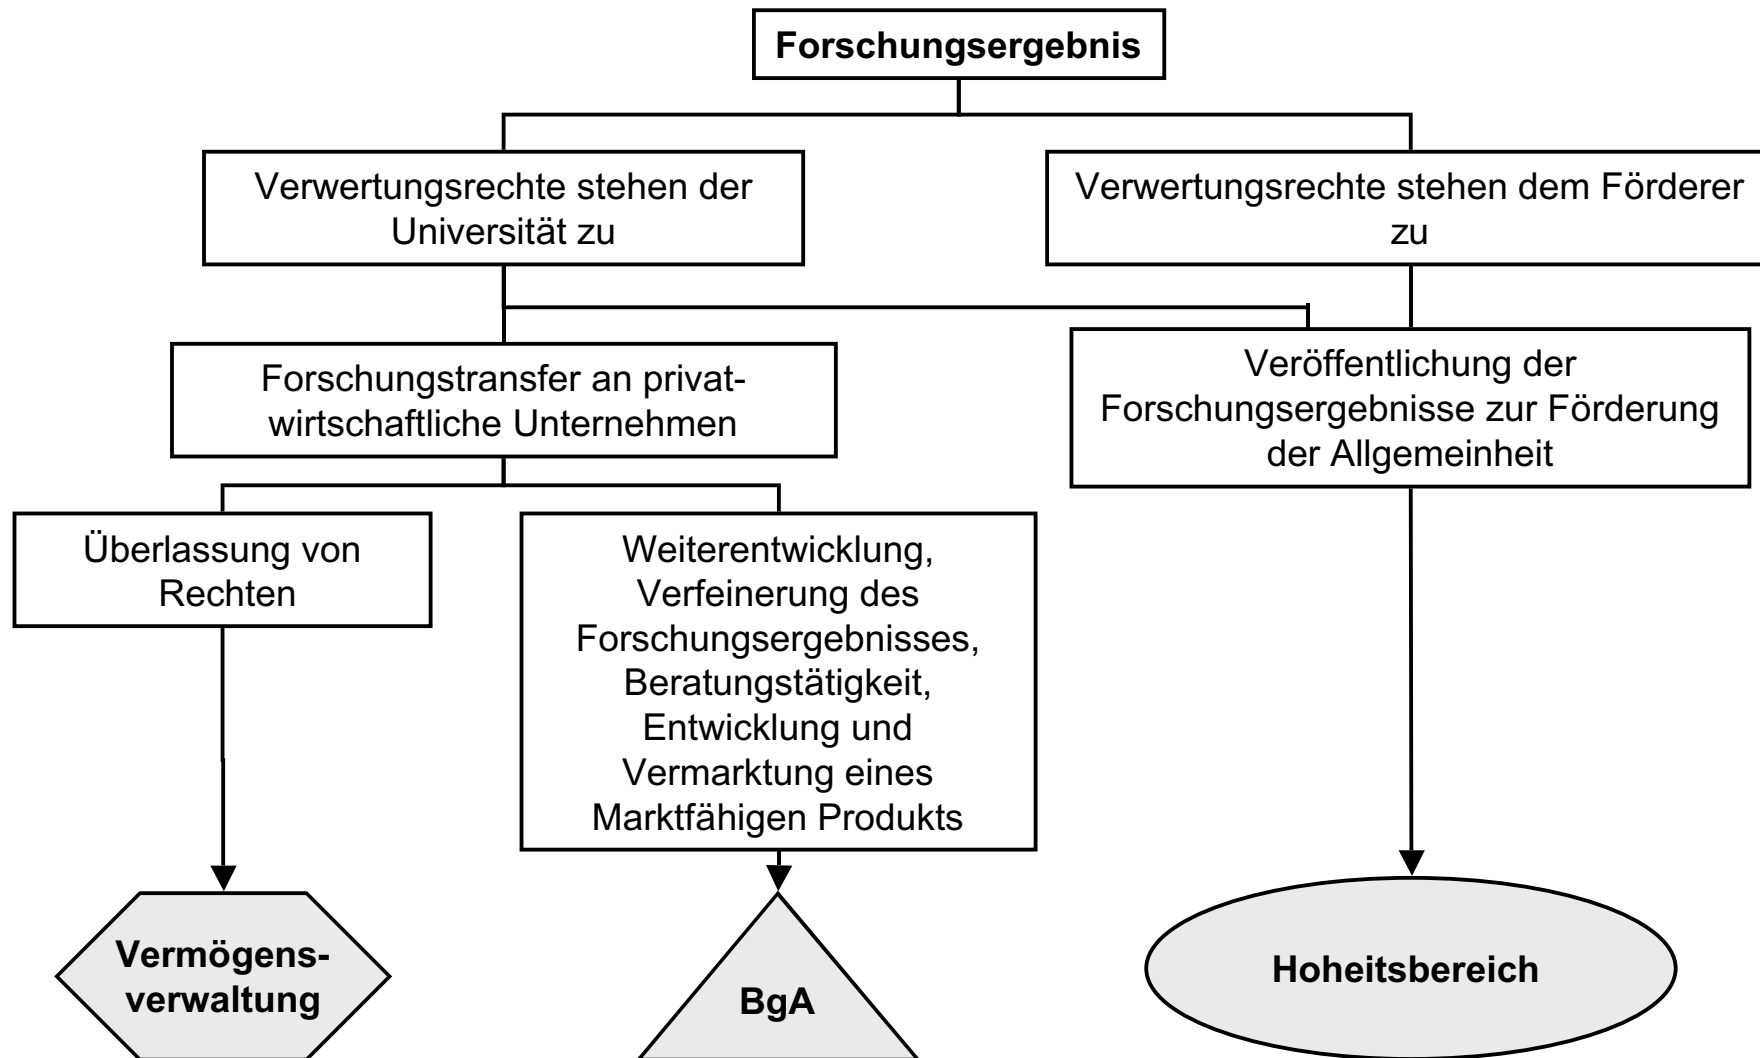 Forschungsergebnis
Verwertungsrechte stehen der
Universität zu
Verwertungsrechte stehen dem Förderer
zu
Forschungstransfer an privat-
wirtschaftliche Unternehmen
Veröffentlichung der
Forschungsergebnisse zur Förderung
der Allgemeinheit
Überlassung von
Rechten
Weiterentwicklung,
Verfeinerung des
Forschungsergebnisses,
Beratungstätigkeit,
Entwicklung und
Vermarktung eines
Marktfähigen Produkts
Vermögens-
verwaltung
BgA
Hoheitsbereich